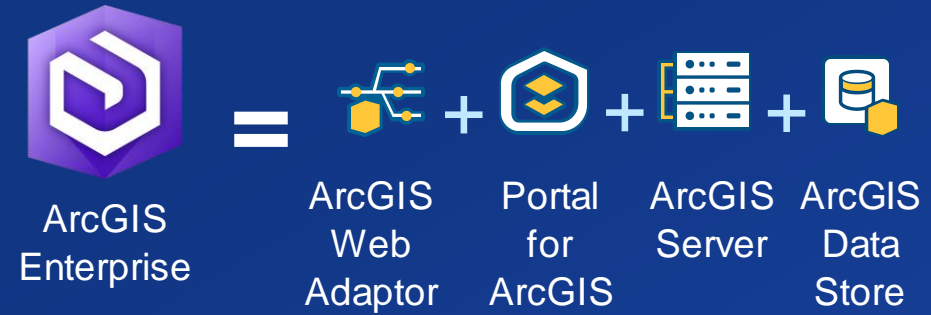 =
+
+
+
ArcGIS
Enterprise
ArcGIS
Web
Adaptor
Portal
for
ArcGIS
ArcGIS
Server
ArcGIS
Data
Store